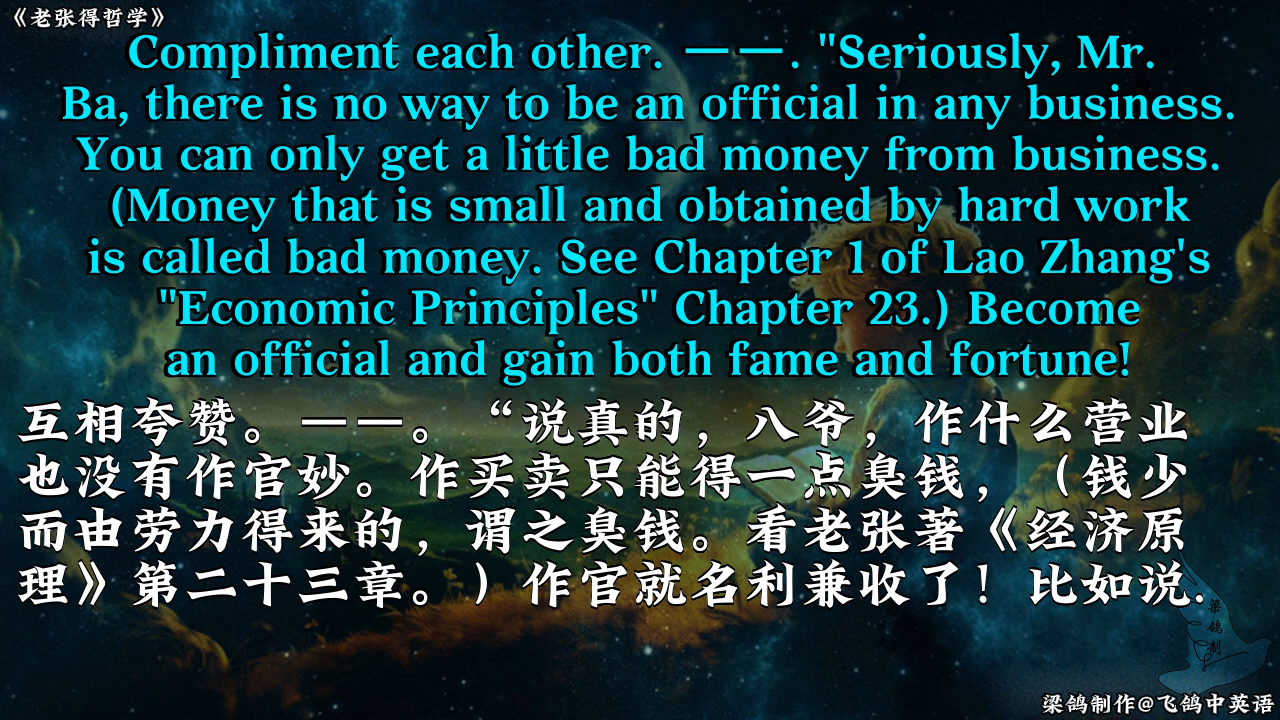 《老张得哲学》
Compliment each other. 一一. "Seriously, Mr.
Ba, there is no way to be an official in any business.
You can only get a little bad money from business.
(Money that is small and obtained by hard work
is called bad money. See Chapter 1 of Lao Zhang's
"Economic Principles" Chapter 23.) Become
an official and gain both fame and fortune!
互相夸赞。一一。“说真的，八爷，作什么营业
也没有作官妙。作买卖只能得一点臭钱，（钱少
而由劳力得来的，谓之臭钱。看老张著《经济原
理》第二十三章。）作官就名利兼收了！比如说.
梁鸽制
梁鸽制作@飞鸽中英语